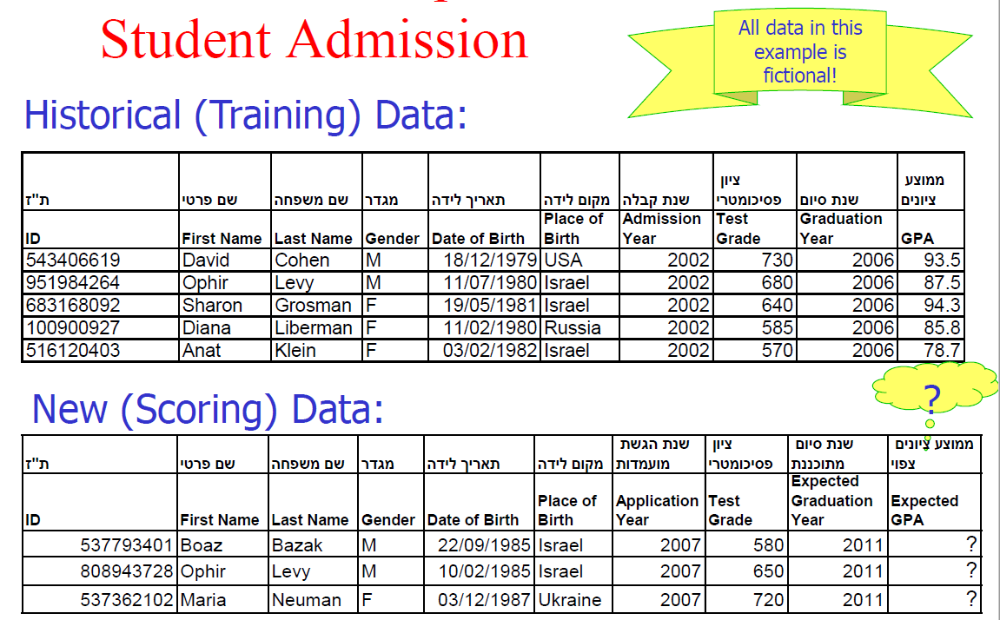 Student Admission
All data in this
example is
fictional!
Historical (Training) Data:
ת"ז שם פרטי שם משפחה מגדר תאריך לידה מקום לידה שנת קבלה ציון פסיכומטרי שנת סיום ממוצע ציונים
ID First Name Last Name Gender Date of Birth Place of Birth Admission Year Test Grade Graduation Year GPA
543406619 David Cohen M 18/12/1979 USA 2002 730 2006 93.5
951984264 Ophir Levy M 11/07/1980 Israel 2002 680 2006 87.5
683168092 Sharon Grosman F 19/05/1981 Israel 2002 640 2006 94.3
100900927 Diana Liberman F 11/02/1980 Russia 2002 585 2006 85.8
516120403 Anat Klein F 03/02/1982 Israel 2002 570 2006 78.7
?
New (Scoring) Data:
ת"ז שם פרטי שם משפחה מגדר תאריך לידה מקום לידה שנת הגשת מועמדות ציון פסיכומטרי שנת סיום מתוכננת ממוצע ציונים צפוי
ID First Name Last Name Gender Date of Birth Place of Birth Application Year Test Grade Expected Graduation Year Expected GPA
537793401 Boaz Bazak M 22/09/1985 Israel 2007 580 2011 ?
808943728 Ophir Levy M 10/02/1985 Israel 2007 650 2011 ?
537362102 Maria Neuman F 03/12/1987 Ukraine 2007 720 2011 ?